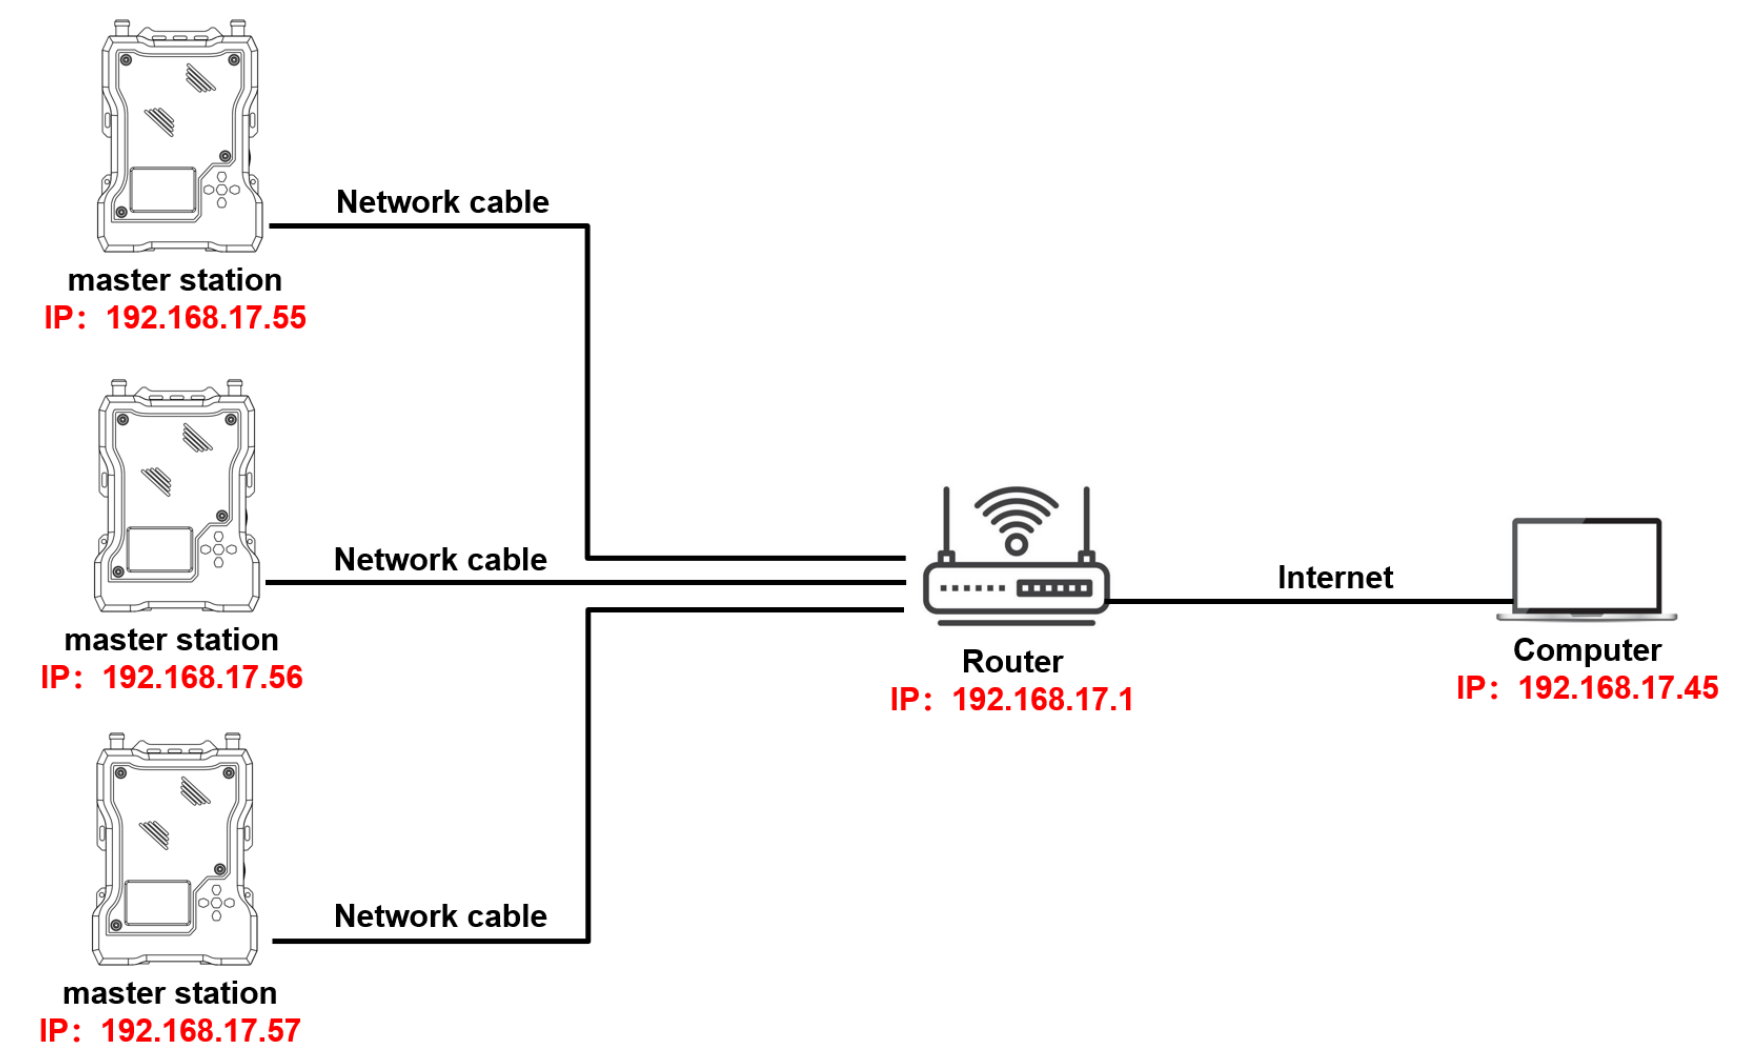 Network cable
master station
IP：192.168.17.55
Network cable
master station
IP：192.168.17.56
Network cable
master station
IP：192.168.17.57
Router
IP：192.168.17.1
Internet
Computer
IP：192.168.17.45